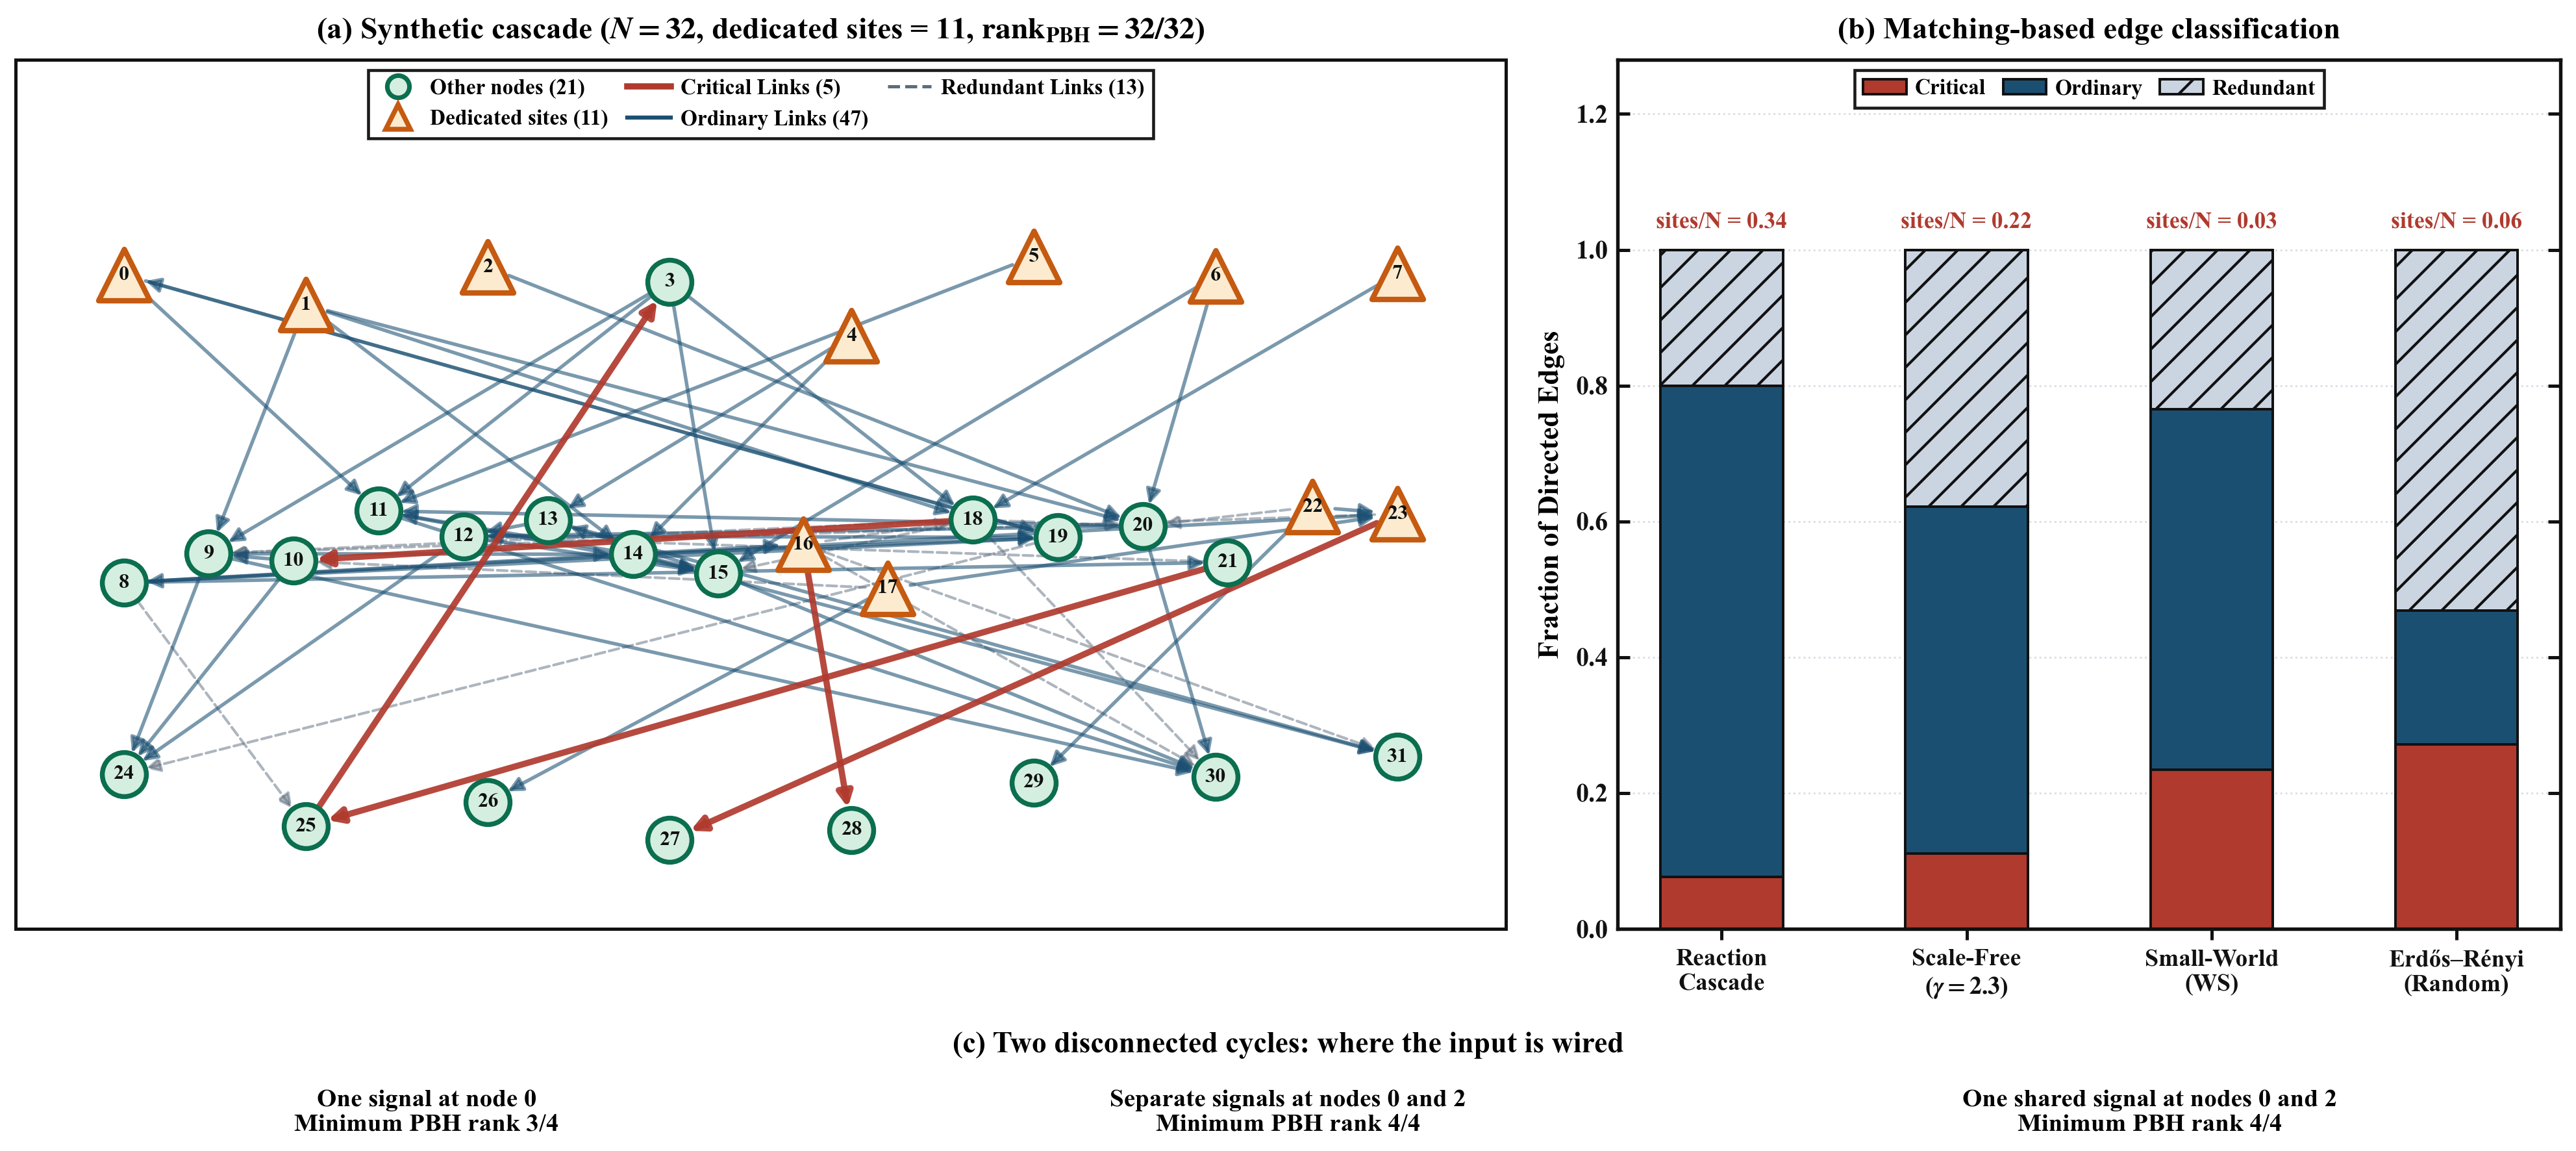 (a) Synthetic cascade (N = 32, dedicated sites = 11, rankPBH = 32/32)
Other nodes (21)
Dedicated sites (11)
Critical Links (5)
Ordinary Links (47)
Redundant Links (13)
0
1
2
3
4
5
6
7
8
9
10
11
12
13
14
15
16
17
18
19
20
21
22
23
24
25
26
27
28
29
30
31
(b) Matching-based edge classification
Critical
Ordinary
Redundant
Fraction of Directed Edges
1.2
1.0
0.8
0.6
0.4
0.2
0.0
sites/N = 0.34
sites/N = 0.22
sites/N = 0.03
sites/N = 0.06
Reaction
Cascade
Scale-Free
(γ = 2.3)
Small-World
(WS)
Erdős–Rényi
(Random)
(c) Two disconnected cycles: where the input is wired
One signal at node 0
Minimum PBH rank 3/4
Separate signals at nodes 0 and 2
Minimum PBH rank 4/4
One shared signal at nodes 0 and 2
Minimum PBH rank 4/4